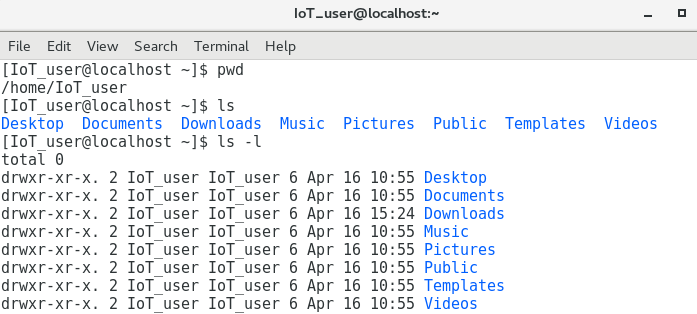 IoT_user@localhost:~
File Edit View Search Terminal Help
[IoT_user@localhost ~]$ pwd
/home/IoT_user
[IoT_user@localhost ~]$ ls
Desktop  Documents  Downloads  Music  Pictures  Public  Templates  Videos
[IoT_user@localhost ~]$ ls -l
total 0
drwxr-xr-x. 2 IoT_user IoT_user 6 Apr 16 10:55 Desktop
drwxr-xr-x. 2 IoT_user IoT_user 6 Apr 16 10:55 Documents
drwxr-xr-x. 2 IoT_user IoT_user 6 Apr 16 15:24 Downloads
drwxr-xr-x. 2 IoT_user IoT_user 6 Apr 16 10:55 Music
drwxr-xr-x. 2 IoT_user IoT_user 6 Apr 16 10:55 Pictures
drwxr-xr-x. 2 IoT_user IoT_user 6 Apr 16 10:55 Public
drwxr-xr-x. 2 IoT_user IoT_user 6 Apr 16 10:55 Templates
drwxr-xr-x. 2 IoT_user IoT_user 6 Apr 16 10:55 Videos